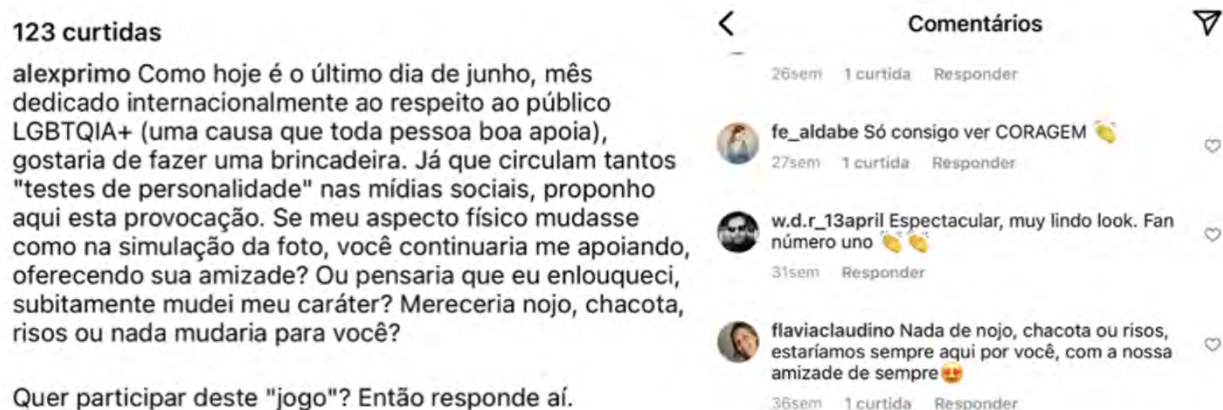 123 curtidas
alexprimo Como hoje é o último dia de junho, mês
dedicado internacionalmente ao respeito ao público
LGBTQIA+ (uma causa que toda pessoa boa apoia),
gostaria de fazer uma brincadeira. Já que circulam tantos
"testes de personalidade" nas mídias sociais, proponho
aqui esta provocação. Se meu aspecto físico mudasse
como na simulação da foto, você continuaria me apoiando,
oferecendo sua amizade? Ou pensaria que eu enlouqueci,
subitamente mudei meu caráter? Mereceria nojo, chacota,
risos ou nada mudaria para você?
Quer participar deste "jogo"? Então responde aí.
Comentários
26sem 1 curtida Responder
fe_aldabe Só consigo ver CORAGEM 👏
27sem 1 curtida Responder
w.d.r_13april Espectacular, muy lindo look. Fan
número uno 👏👏
31sem Responder
flaviaclaudino Nada de nojo, chacota ou risos,
estaríamos sempre aqui por você, com a nossa
amizade de sempre😍
36sem 1 curtida Responder